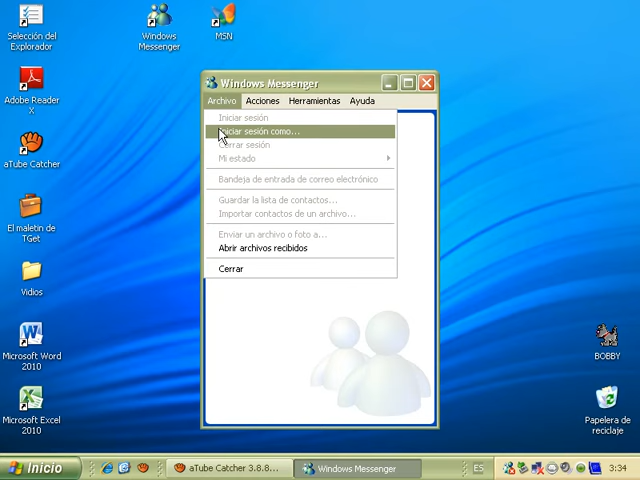 Selección del
Explorador
Windows
Messenger
MSN
Adobe Reader
X
aTube Catcher
El maletin de
TGet
Vidios
Microsoft Word
2010
Microsoft Excel
2010
Windows Messenger
Archivo Acciones Herramientas Ayuda
Iniciar sesión
Iniciar sesión como...
Cerrar sesión
Mi estado
Bandeja de entrada de correo electrónico
Guardar la lista de contactos...
Importar contactos de un archivo...
Enviar un archivo o foto a...
Abrir archivos recibidos
Cerrar
BOBBY
Papelera de
reciclaje
Inicio
aTube Catcher 3.8.8...
Windows Messenger
ES
3:34